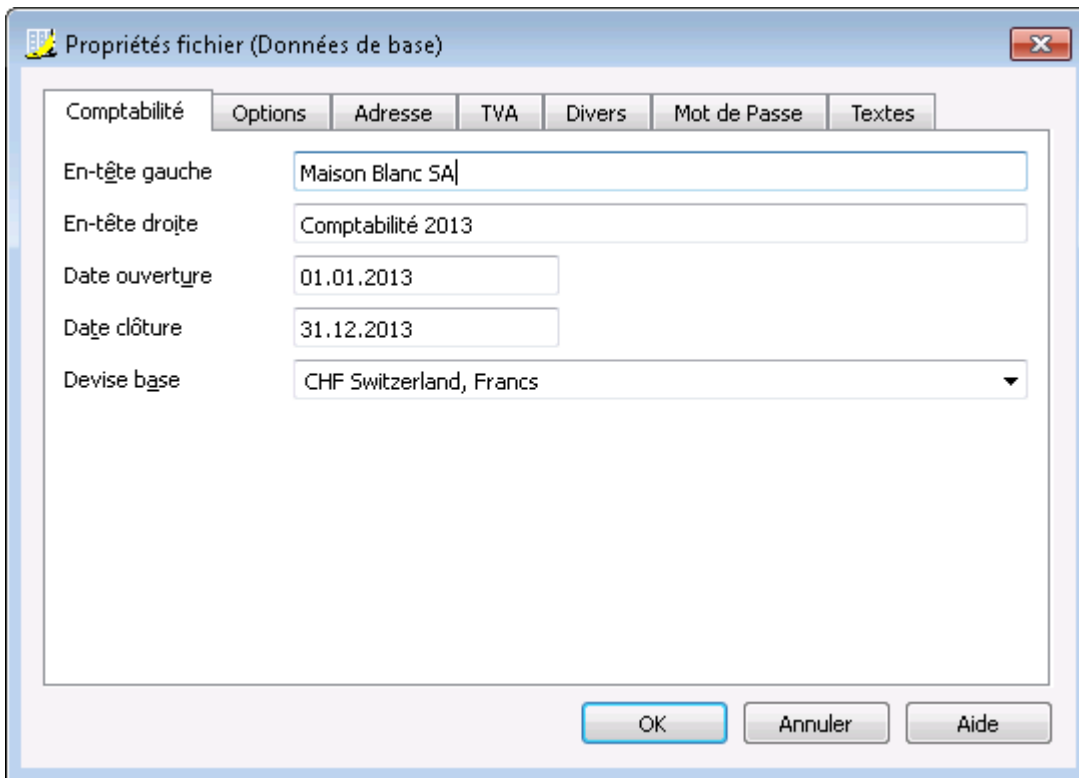 Propriétés fichier (Données de base)
Comptabilité Options Adresse TVA Divers Mot de Passe Textes
En-tête gauche Maison Blanc SA
En-tête droite Comptabilité 2013
Date ouverture 01.01.2013
Date clôture 31.12.2013
Devise base CHF Switzerland, Francs
OK Annuler Aide